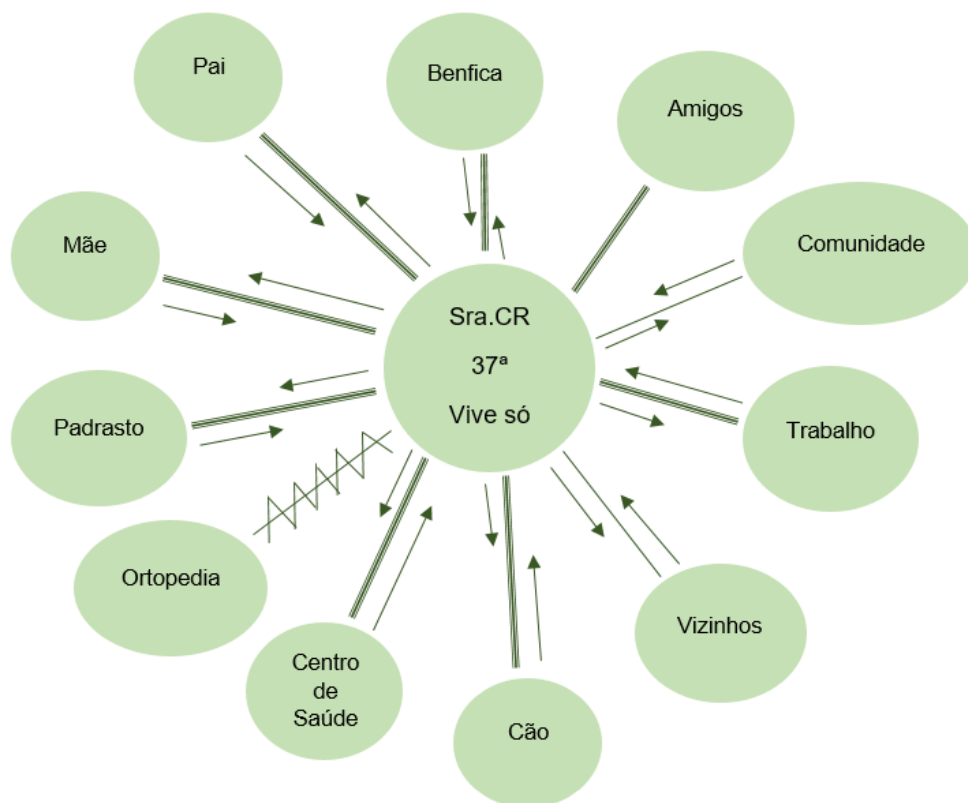 Pai
Benfica
Amigos
Mãe
Comunidade
Sra.CR
37ª
Vive só
Padrasto
Trabalho
Ortopedia
Vizinhos
Centro
de
Saúde
Cão